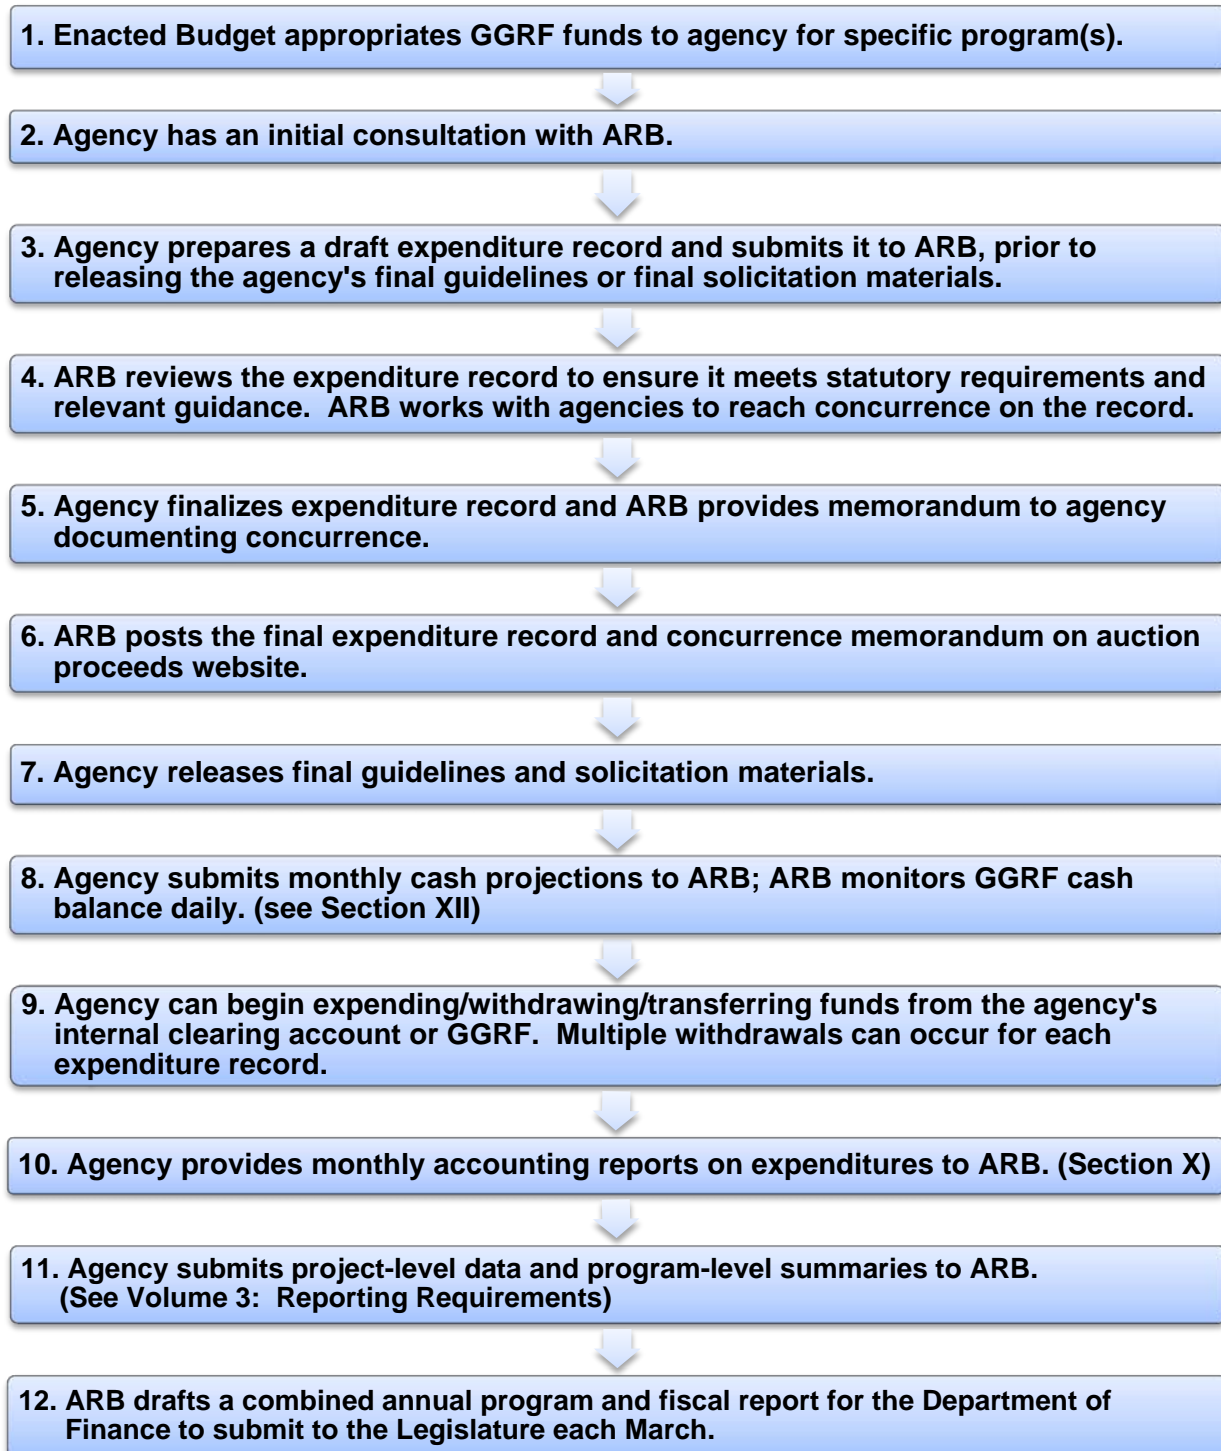 1. Enacted Budget appropriates GGRF funds to agency for specific program(s).
2. Agency has an initial consultation with ARB.
3. Agency prepares a draft expenditure record and submits it to ARB, prior to
releasing the agency's final guidelines or final solicitation materials.
4. ARB reviews the expenditure record to ensure it meets statutory requirements and
relevant guidance. ARB works with agencies to reach concurrence on the record.
5. Agency finalizes expenditure record and ARB provides memorandum to agency
documenting concurrence.
6. ARB posts the final expenditure record and concurrence memorandum on auction
proceeds website.
7. Agency releases final guidelines and solicitation materials.
8. Agency submits monthly cash projections to ARB; ARB monitors GGRF cash
balance daily. (see Section XII)
9. Agency can begin expending/withdrawing/transferring funds from the agency's
internal clearing account or GGRF. Multiple withdrawals can occur for each
expenditure record.
10. Agency provides monthly accounting reports on expenditures to ARB. (Section X)
11. Agency submits project-level data and program-level summaries to ARB.
(See Volume 3: Reporting Requirements)
12. ARB drafts a combined annual program and fiscal report for the Department of
Finance to submit to the Legislature each March.